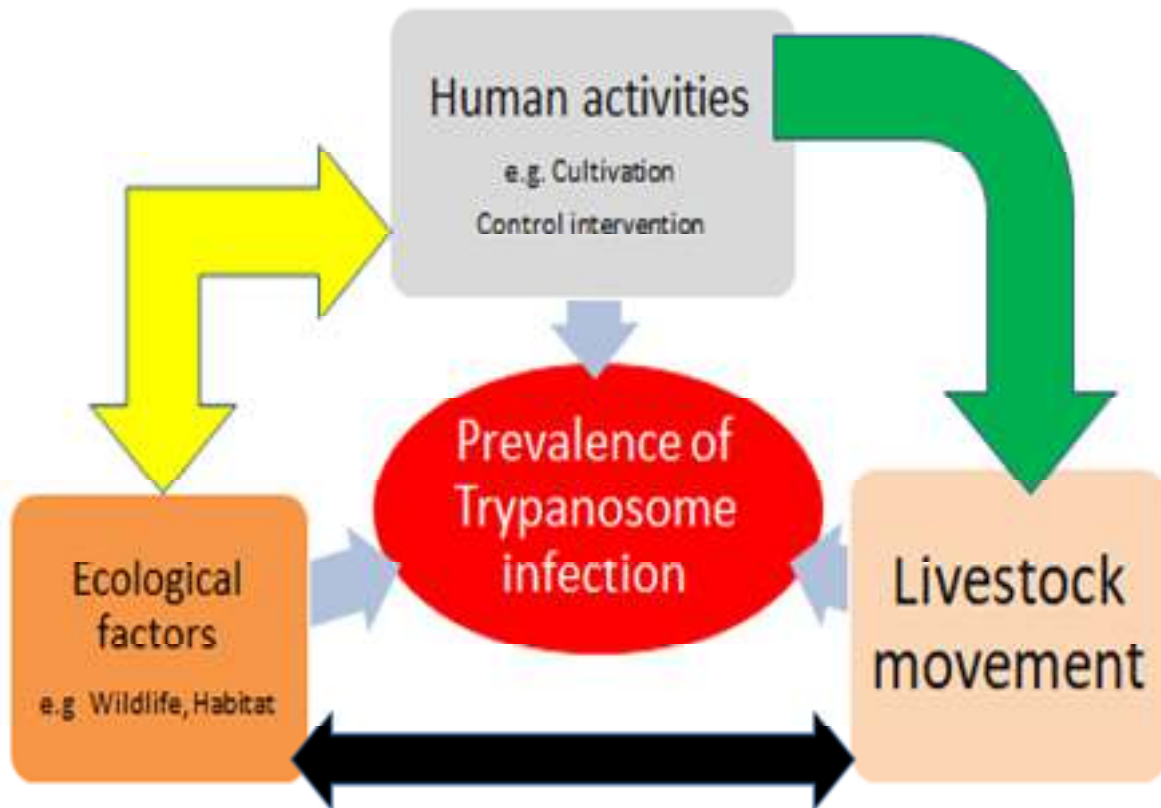 Human activities
e.g. Cultivation
Control intervention
Prevalence of
Trypanosome
infection
Ecological
factors
e.g Wildlife, Habitat
Livestock
movement